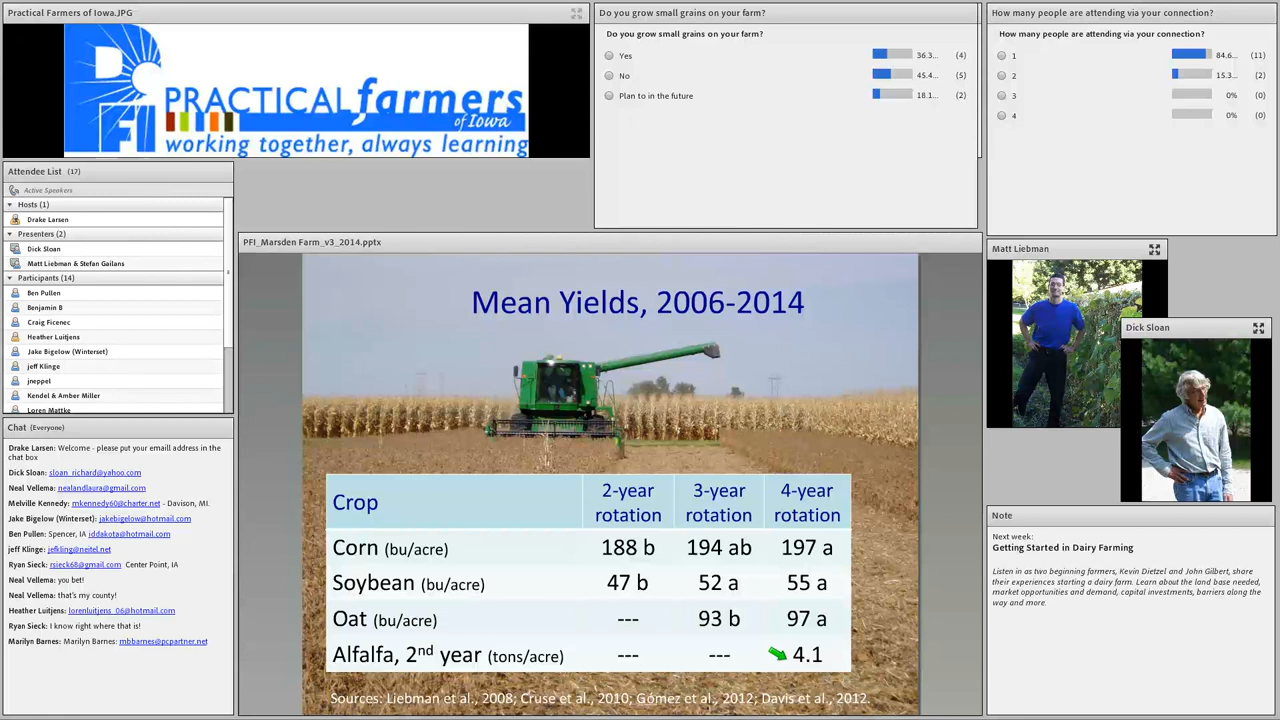 Practical Farmers of Iowa.JPG
PRACTICAL farmers
of Iowa
PFI
working together, always learning
Do you grow small grains on your farm?
Do you grow small grains on your farm?
Yes 36.3... (4)
No 45.4... (5)
Plan to in the future 18.1... (2)
How many people are attending via your connection?
How many people are attending via your connection?
1 84.6... (11)
2 15.3... (2)
3 0% (0)
4 0% (0)
Attendee List (17)
Active Speakers
Hosts (1)
Drake Larsen
Presenters (2)
Dick Sloan
Matt Liebman & Stefan Gailans
Participants (14)
Ben Pullen
Benjamin B
Craig Ficenec
Heather Luitjens
Jake Bigelow (Winterset)
jeff Klinge
jneppel
Kendel & Amber Miller
Loren Mattke
Chat (Everyone)
Drake Larsen: Welcome - please put your emaill address in the
chat box
Dick Sloan: sloan_richard@yahoo.com
Neal Vellema: nealandlaura@gmail.com
Melville Kennedy: mkennedy60@charter.net - Davison, MI.
Jake Bigelow (Winterset): jakebigelow@hotmail.com
Ben Pullen: Spencer, IA iddakota@hotmail.com
jeff Klinge: jefkling@neitel.net
Ryan Sieck: rsieck68@gmail.com Center Point, IA
Neal Vellema: you bet!
Neal Vellema: that's my county!
Heather Luitjens: lorenluitjens_06@hotmail.com
Ryan Sieck: I know right where that is!
Marilyn Barnes: Marilyn Barnes: mbbarnes@pcpartner.net
PFI_Marsden Farm_v3_2014.pptx
Mean Yields, 2006-2014
Crop 2-year rotation 3-year rotation 4-year rotation
Corn (bu/acre) 188 b 194 ab 197 a
Soybean (bu/acre) 47 b 52 a 55 a
Oat (bu/acre) --- 93 b 97 a
Alfalfa, 2nd year (tons/acre) --- --- 4.1
Sources: Liebman et al., 2008; Cruse et al., 2010; Gómez et al., 2012; Davis et al., 2012.
Matt Liebman
Dick Sloan
Note
Next week:
Getting Started in Dairy Farming
Listen in as two beginning farmers, Kevin Dietzel and John Gilbert, share
their experiences starting a dairy farm. Learn about the land base needed,
market opportunities and demand, capital investments, barriers along
the way and more.